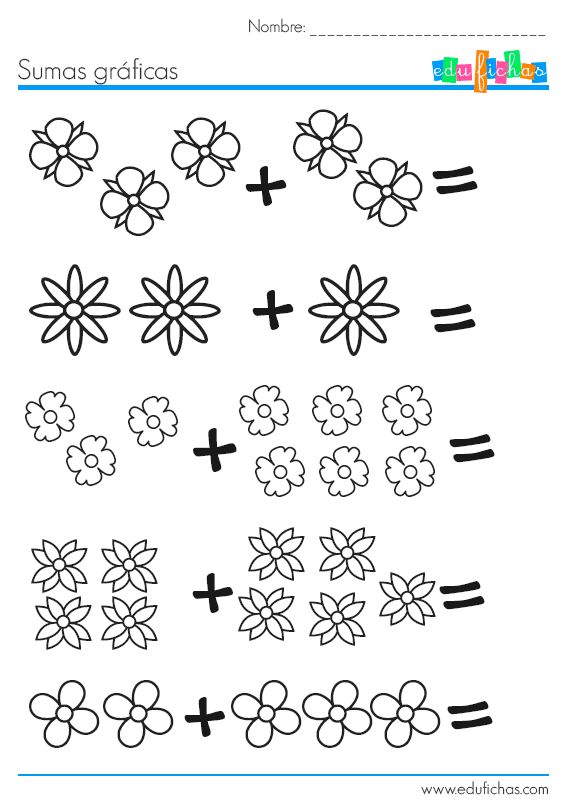 Nombre: ___________________________
Sumas gráficas
edufichas
+ =
+ =
+ =
+ =
+ =
www.edufichas.com